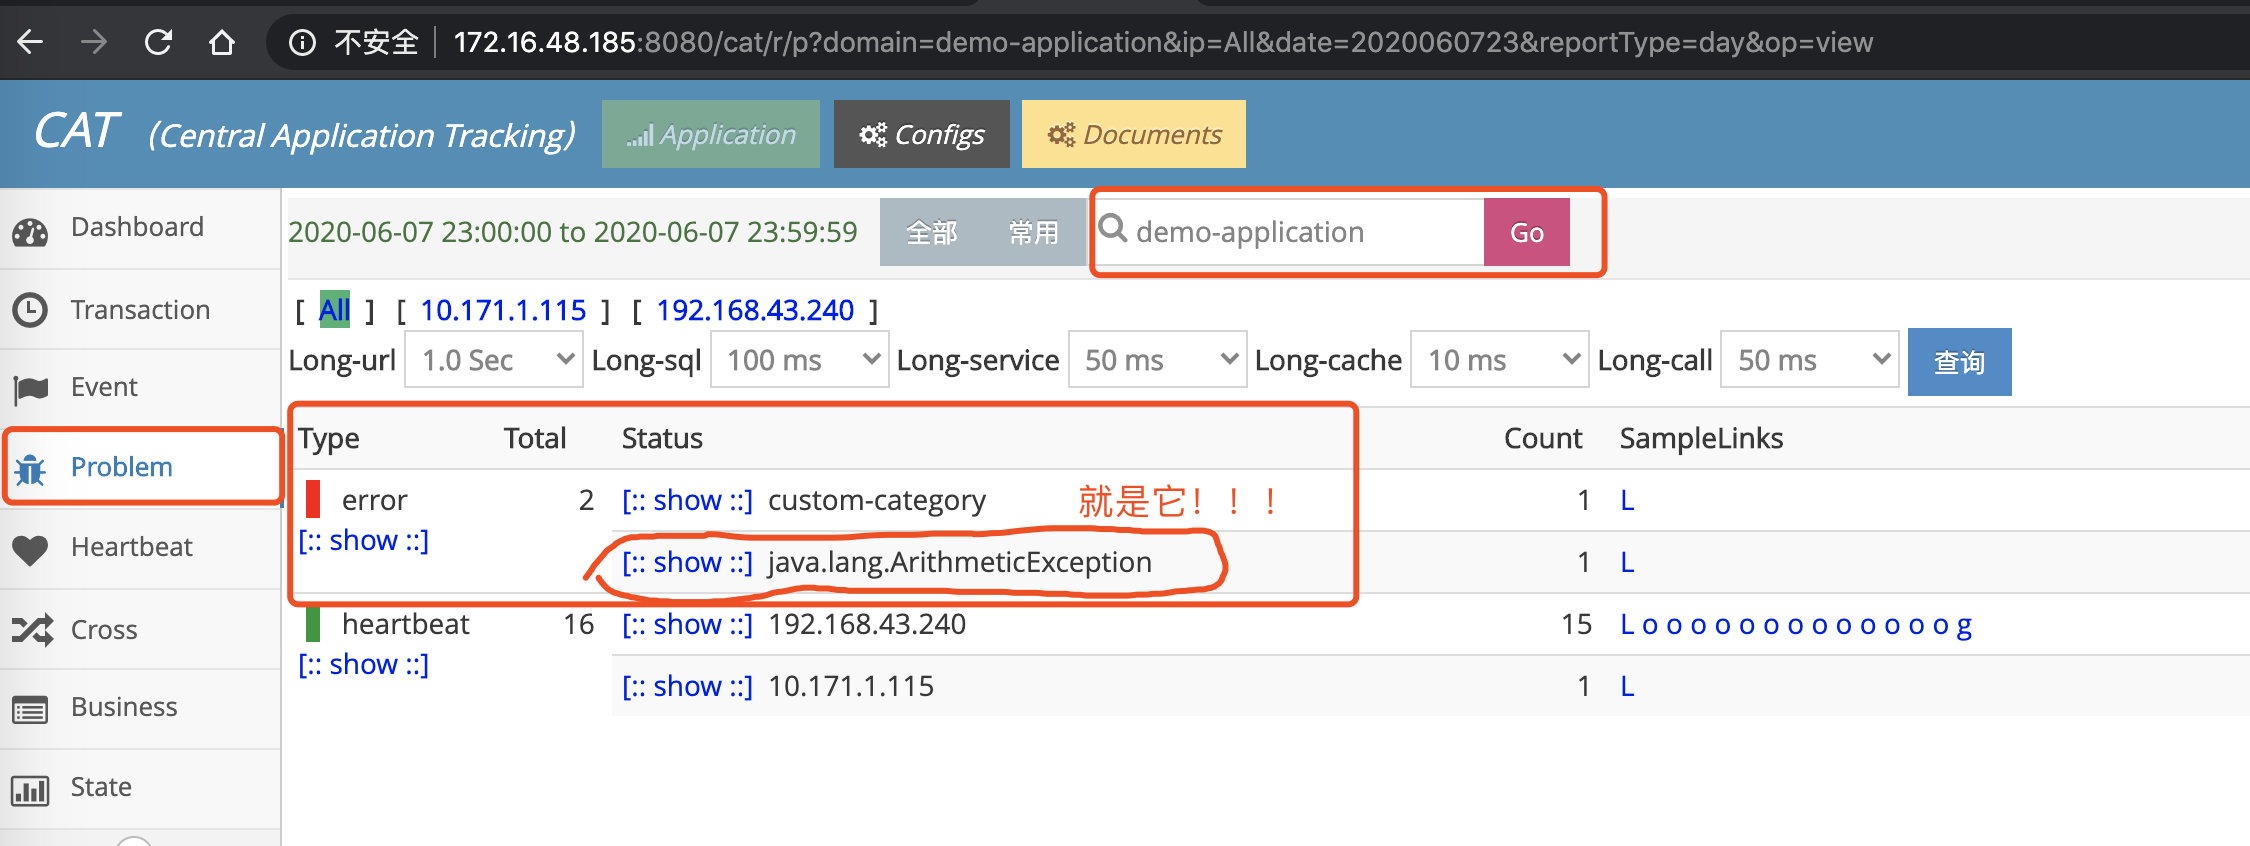 不安全 172.16.48.185:8080/cat/r/p?domain=demo-application&ip=All&date=2020060723&reportType=day&op=view
CAT (Central Application Tracking) Application Configs Documents
Dashboard
Transaction
Event
Problem
Heartbeat
Cross
Business
State
2020-06-07 23:00:00 to 2020-06-07 23:59:59 全部 常用 demo-application Go
[ All ] [ 10.171.1.115 ] [ 192.168.43.240 ]
Long-url 1.0 Sec Long-sql 100 ms Long-service 50 ms Long-cache 10 ms Long-call 50 ms 查询
Type Total Status Count SampleLinks
error 2 [:: show ::] custom-category 就是它！！！ 1 L
[:: show ::]
[:: show ::] java.lang.ArithmeticException 1 L
heartbeat 16 [:: show ::] 192.168.43.240 15 L o o o o o o o o o o o o o g
[:: show ::]
[:: show ::] 10.171.1.115 1 L